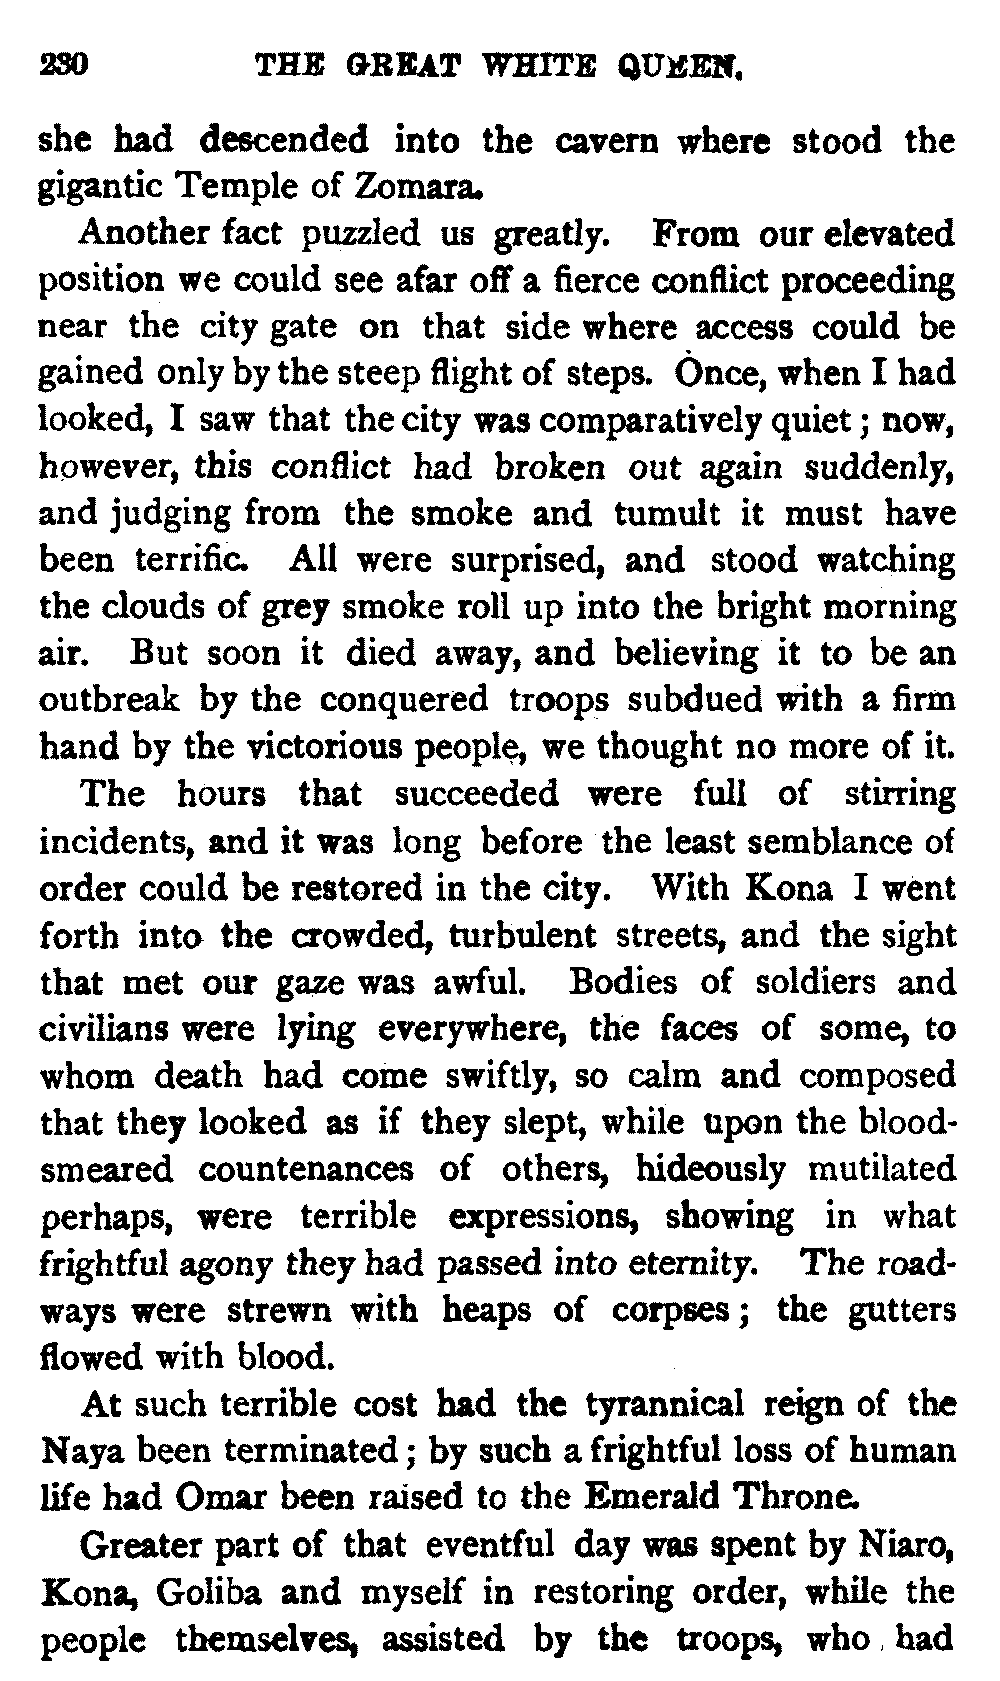 230 THE GREAT WHITE QUEEN.
she had descended into the cavern where stood the
gigantic Temple of Zomara.
Another fact puzzled us greatly. From our elevated
position we could see afar off a fierce conflict proceeding
near the city gate on that side where access could be
gained only by the steep flight of steps. Once, when I had
looked, I saw that the city was comparatively quiet; now,
however, this conflict had broken out again suddenly,
and judging from the smoke and tumult it must have
been terrific. All were surprised, and stood watching
the clouds of grey smoke roll up into the bright morning
air. But soon it died away, and believing it to be an
outbreak by the conquered troops subdued with a firm
hand by the victorious people, we thought no more of it.
The hours that succeeded were full of stirring
incidents, and it was long before the least semblance of
order could be restored in the city. With Kona I went
forth into the crowded, turbulent streets, and the sight
that met our gaze was awful. Bodies of soldiers and
civilians were lying everywhere, the faces of some, to
whom death had come swiftly, so calm and composed
that they looked as if they slept, while upon the blood-
smeared countenances of others, hideously mutilated
perhaps, were terrible expressions, showing in what
frightful agony they had passed into eternity. The road-
ways were strewn with heaps of corpses; the gutters
flowed with blood.
At such terrible cost had the tyrannical reign of the
Naya been terminated; by such a frightful loss of human
life had Omar been raised to the Emerald Throne.
Greater part of that eventful day was spent by Niaro,
Kona, Goliba and myself in restoring order, while the
people themselves, assisted by the troops, who had